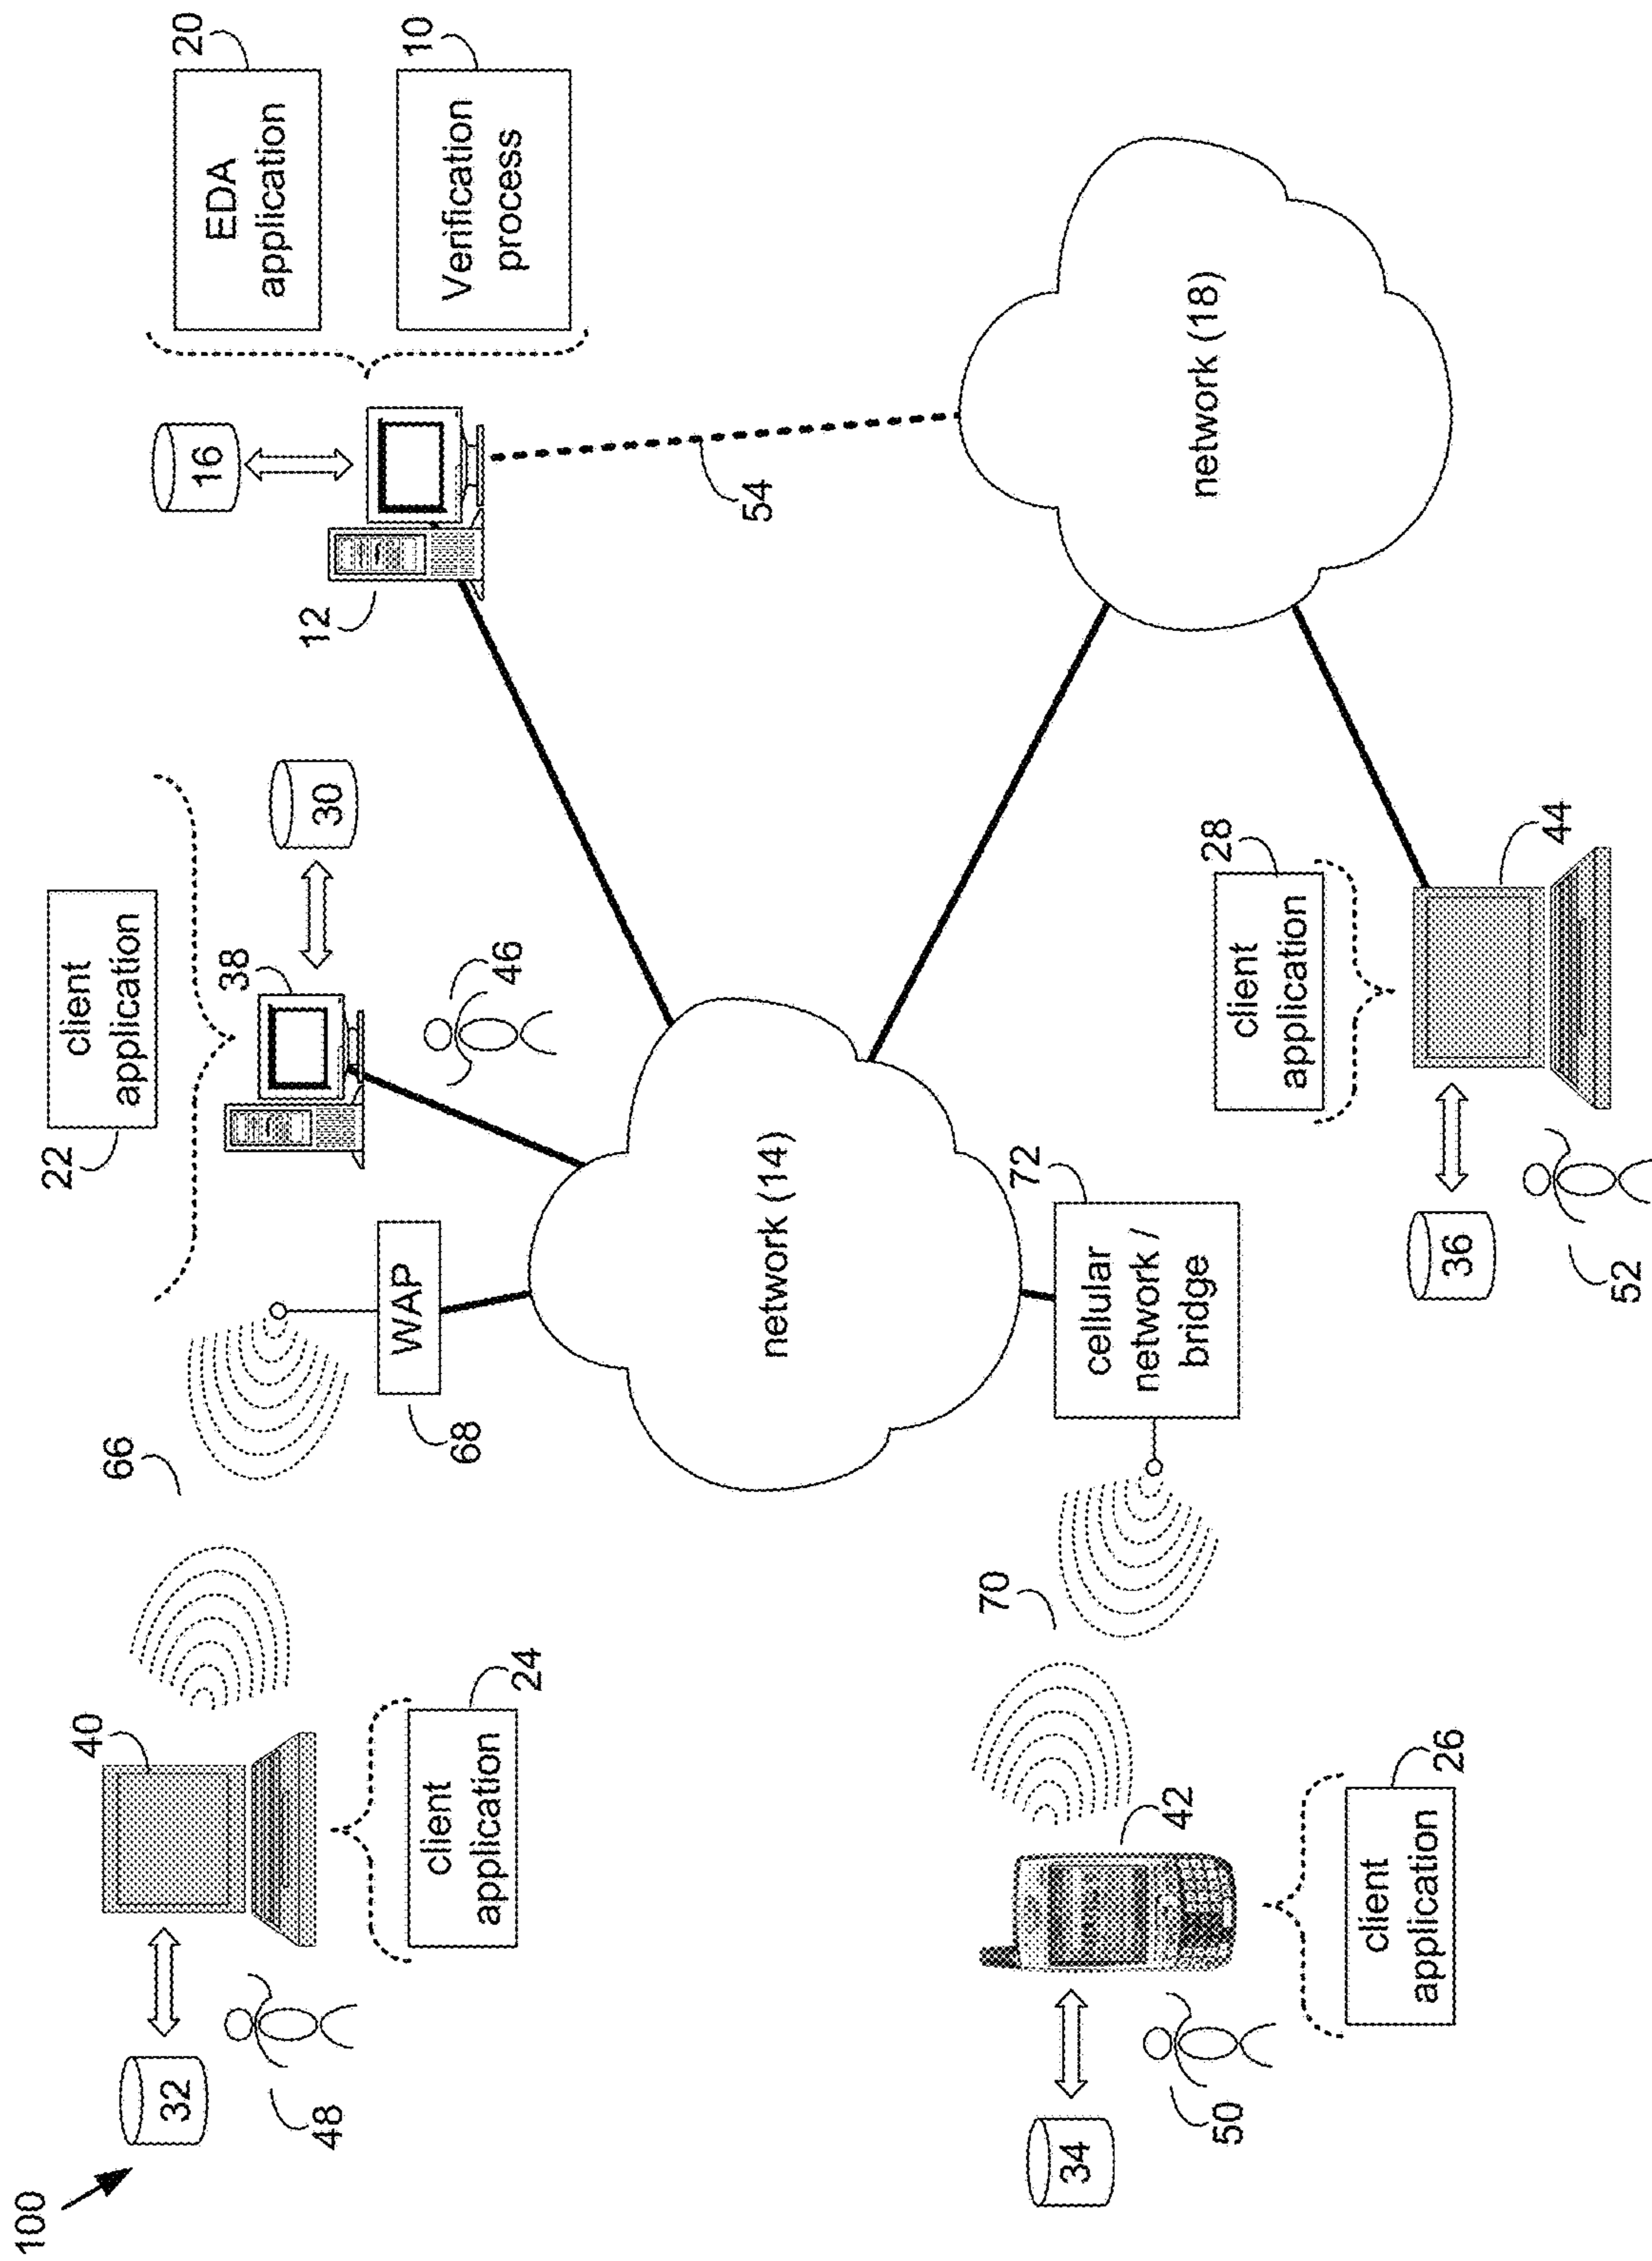 100
32
48
40
24
client
application
66
68
WAP
22
client
application
38
30
46
12
16
20
EDA
application
10
Verification
process
54
network (14)
network (18)
34
50
42
26
client
application
70
72
cellular
network /
bridge
28
client
application
36
52
44